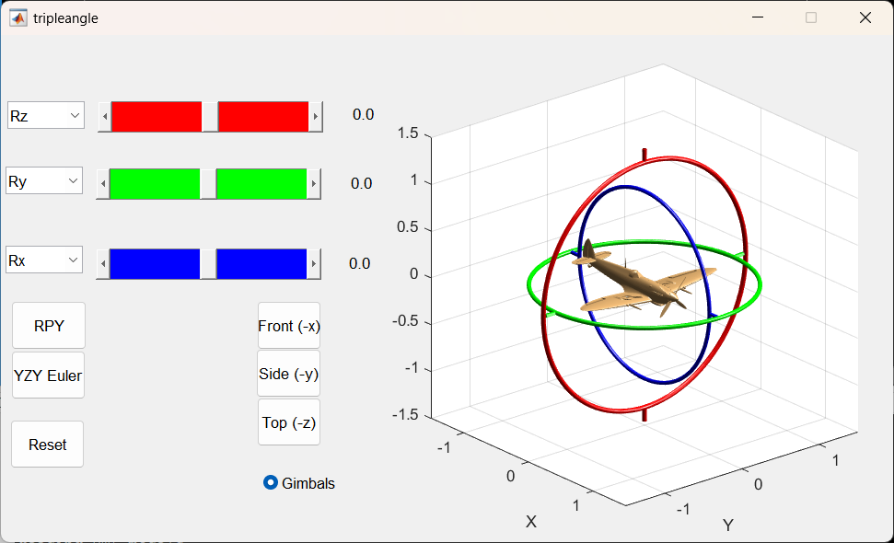 tripleangle
Rz
0.0
Ry
0.0
Rx
0.0
RPY
YZY Euler
Reset
Front (-x)
Side (-y)
Top (-z)
Gimbals
1.5
1
0.5
0
-0.5
-1
-1.5
-1
0
1
X
-1
0
1
Y